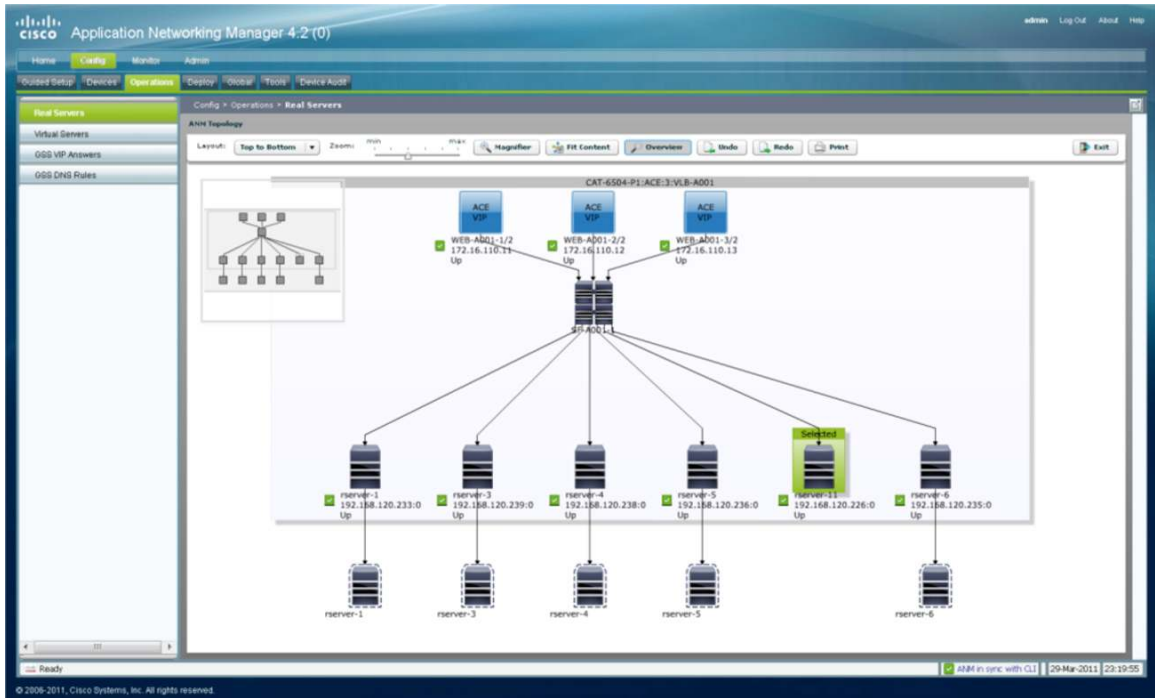 CISCO Application Networking Manager 4.2 (0)
admin Log Out About Help
Home Config Monitor Admin
Guided Setup Devices Operations Deploy Global Tools Device Audit
Real Servers
Virtual Servers
GSS VIP Answers
GSS DNS Rules
Config > Operations > Real Servers
ANM Topology
Layout: Top to Bottom Zoom: min max Magnifier Fit Content Overview Undo Redo Print Exit
CAT-6504-P1:ACE:3:VLB-A001
ACE VIP
WEB-A001-1/2
172.16.110.11
Up
ACE VIP
WEB-A001-2/2
172.16.110.12
Up
ACE VIP
WEB-A001-3/2
172.16.110.13
Up
SF-A001-1
rserver-1
192.168.120.233:0
Up
rserver-3
192.168.120.239:0
Up
rserver-4
192.168.120.238:0
Up
rserver-5
192.168.120.236:0
Up
Selected
rserver-11
192.168.120.226:0
Up
rserver-6
192.168.120.235:0
Up
rserver-1
rserver-3
rserver-4
rserver-5
rserver-6
Ready
ANM in sync with CLI 29-Mar-2011 23:19:55
© 2006-2011, Cisco Systems, Inc. All rights reserved.